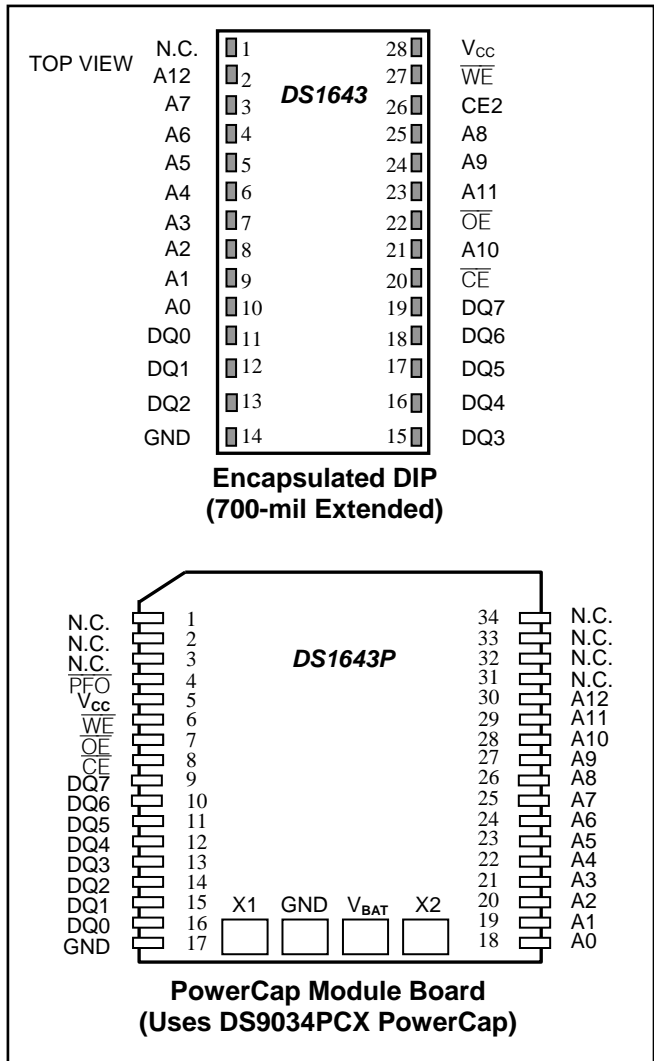 TOP VIEW
DS1643
N.C. 1 28 VCC
A12 2 27 WE
A7 3 26 CE2
A6 4 25 A8
A5 5 24 A9
A4 6 23 A11
A3 7 22 OE
A2 8 21 A10
A1 9 20 CE
A0 10 19 DQ7
DQ0 11 18 DQ6
DQ1 12 17 DQ5
DQ2 13 16 DQ4
GND 14 15 DQ3
Encapsulated DIP
(700-mil Extended)
DS1643P
N.C. 1 34 N.C.
N.C. 2 33 N.C.
N.C. 3 32 N.C.
PFO 4 31 N.C.
VCC 5 30 A12
WE 6 29 A11
OE 7 28 A10
CE 8 27 A9
DQ7 9 26 A8
DQ6 10 25 A7
DQ5 11 24 A6
DQ4 12 23 A5
DQ3 13 22 A4
DQ2 14 21 A3
DQ1 15 20 A2
DQ0 16 19 A1
GND 17 18 A0
X1 GND VBAT X2
PowerCap Module Board
(Uses DS9034PCX PowerCap)